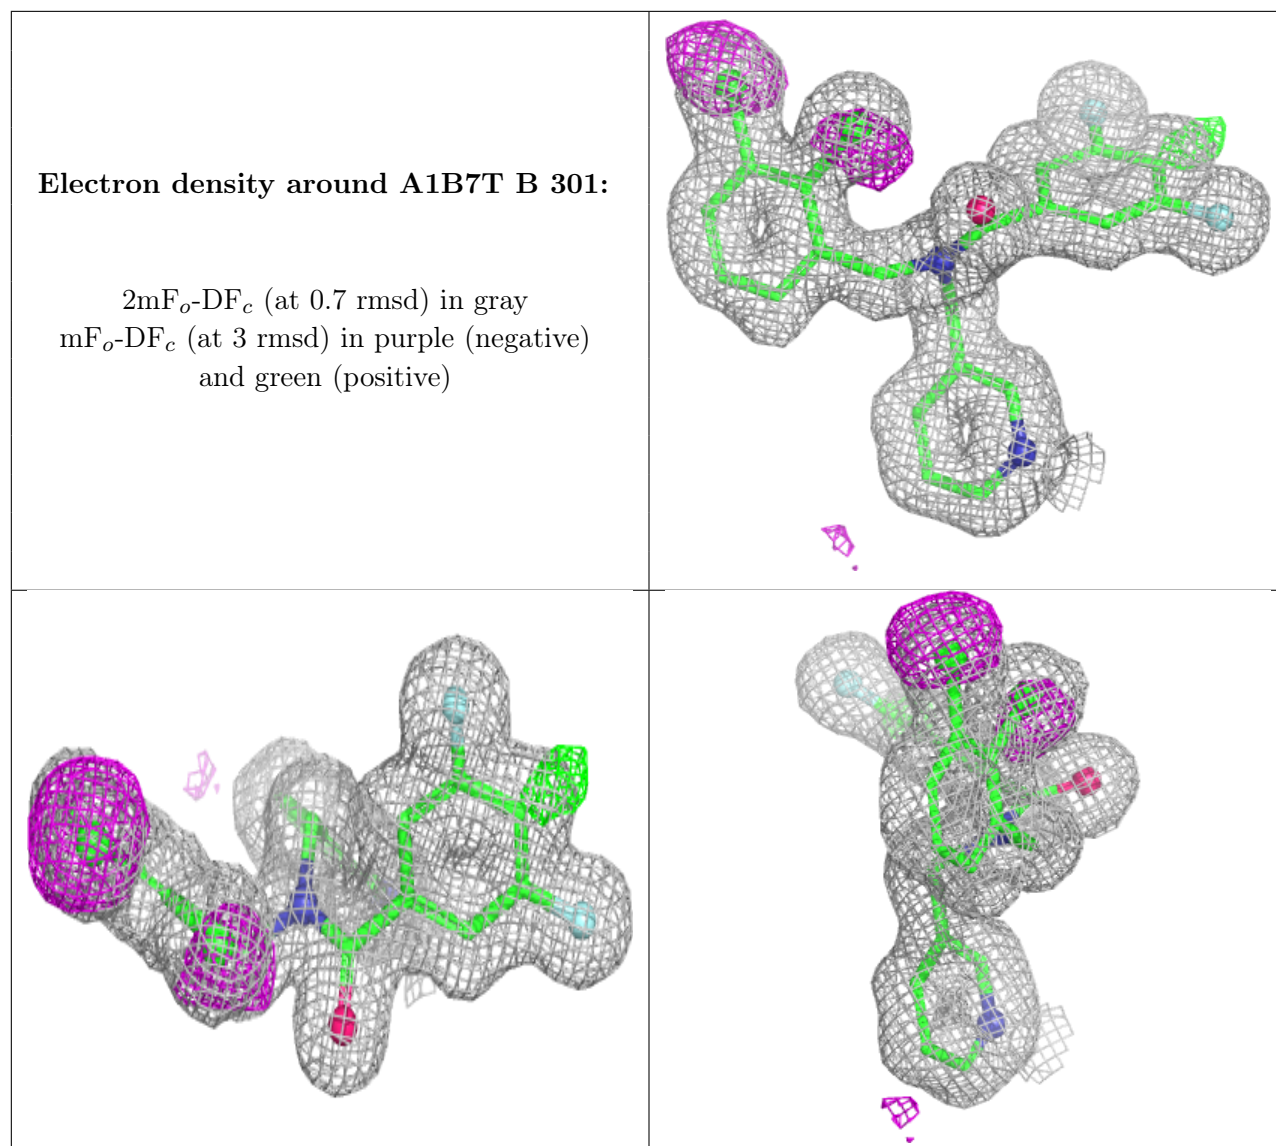 Electron density around A1B7T B 301:
2mFo-DFc (at 0.7 rmsd) in gray
mFo-DFc (at 3 rmsd) in purple (negative)
and green (positive)